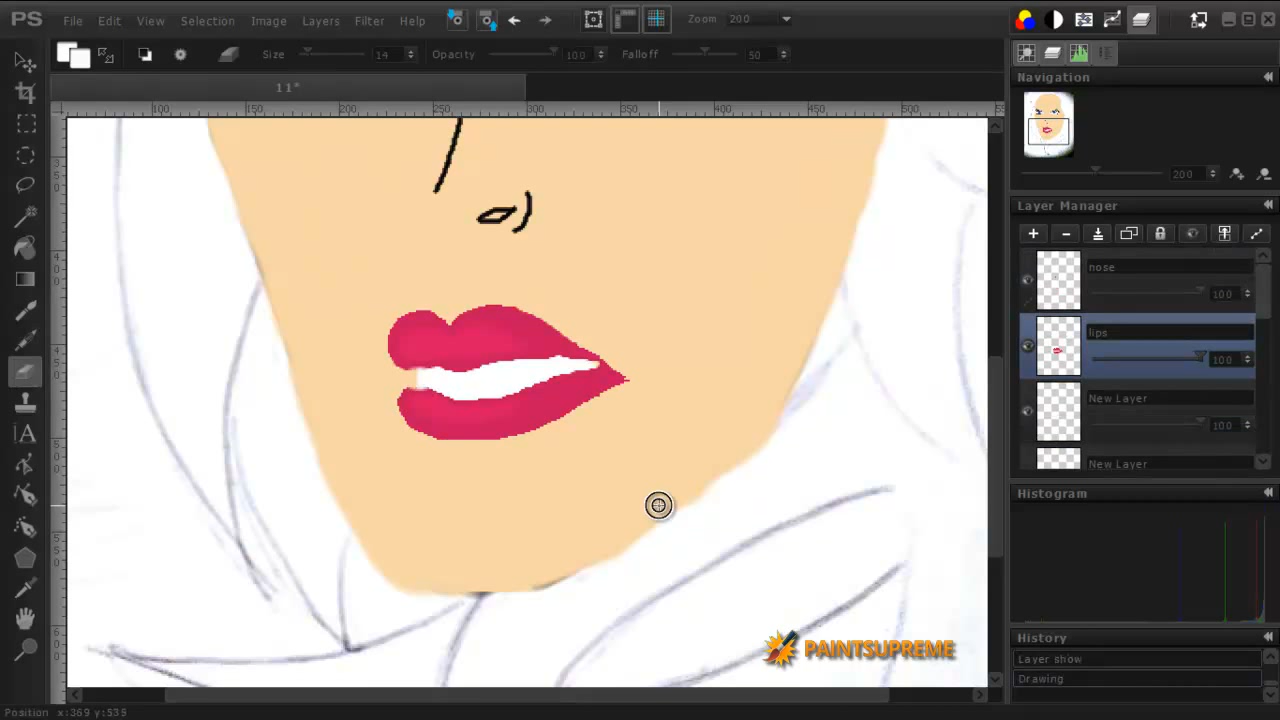 PS File Edit View Selection Image Layers Filter Help Zoom 200
Size 14 Opacity 100 Falloff 50
11*
Navigation
100 200 250 300 350 400 450 500
200
Layer Manager
nose
100
lips
100
New Layer
100
New Layer
Histogram
PAINTSUPREME
History
Layer show
Drawing
Position x:369 y:535